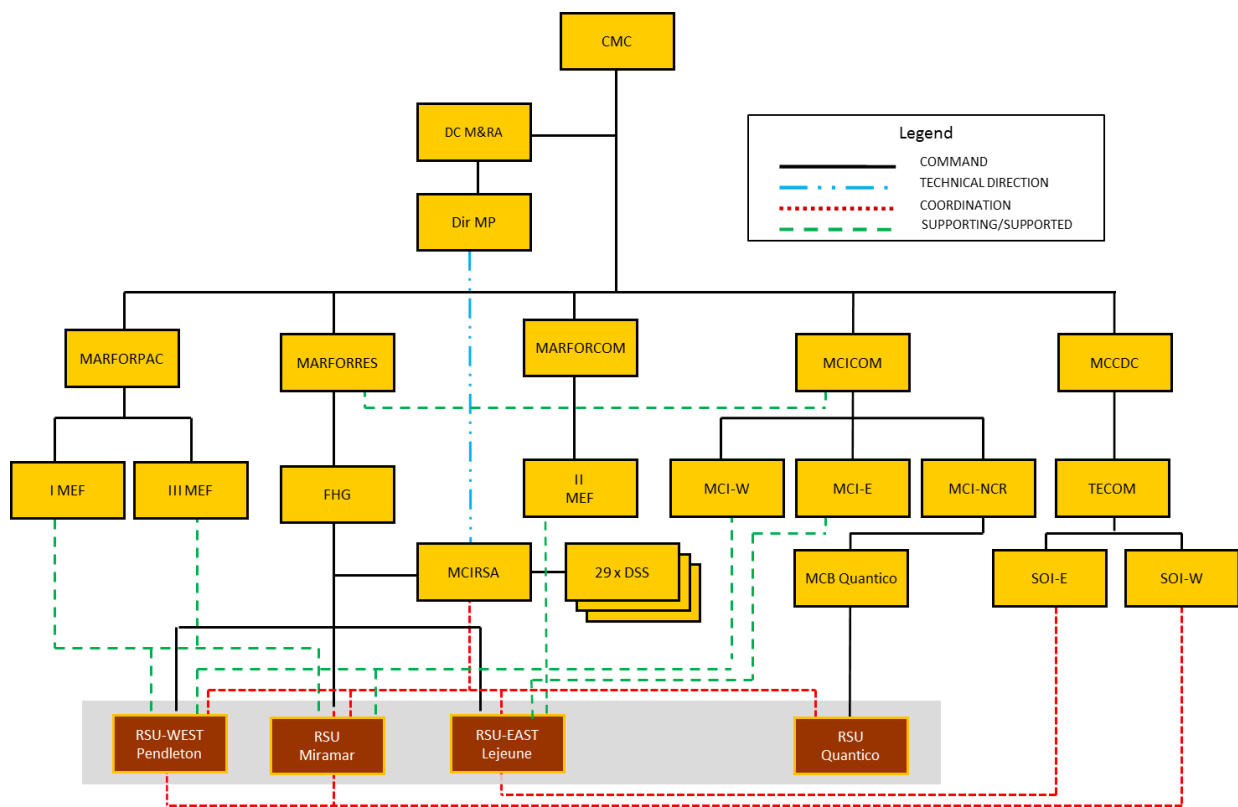 CMC
DC M&RA
Legend
COMMAND
TECHNICAL DIRECTION
COORDINATION
SUPPORTING/SUPPORTED
Dir MP
MARFORPAC
MARFORRES
MARFORCOM
MCICOM
MCCDC
I MEF
III MEF
FHG
II
MEF
MCI-W
MCI-E
MCI-NCR
TECOM
MCIRSA
29 x DSS
MCB Quantico
SOI-E
SOI-W
RSU-WEST
Pendleton
RSU
Miramar
RSU-EAST
Lejeune
RSU
Quantico